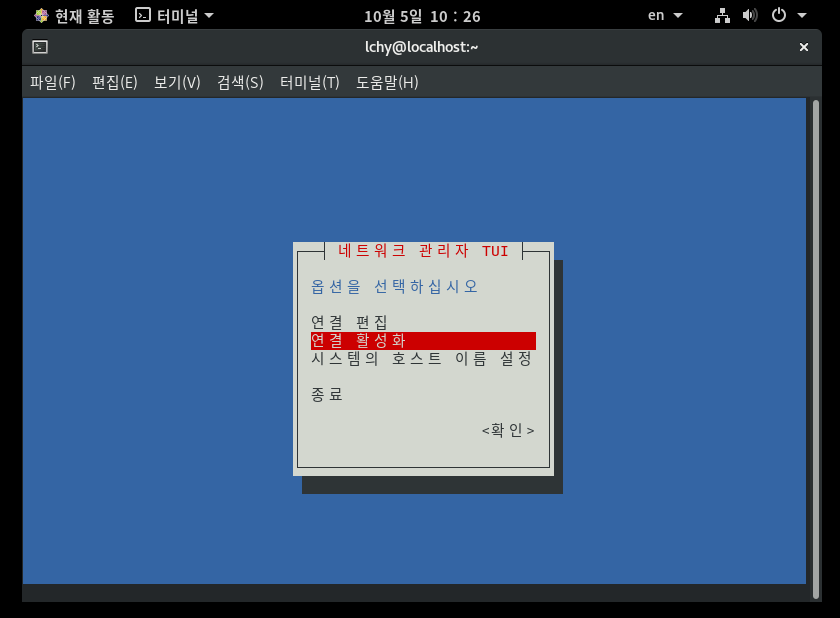 현재 활동 터미널 10월 5일 10 : 26 en
lchy@localhost:~ ×
파일(F) 편집(E) 보기(V) 검색(S) 터미널(T) 도움말(H)
네트워크 관리자 TUI
옵션을 선택하십시오
연결 편집
연결 활성화
시스템의 호스트 이름 설정
종료
<확인>